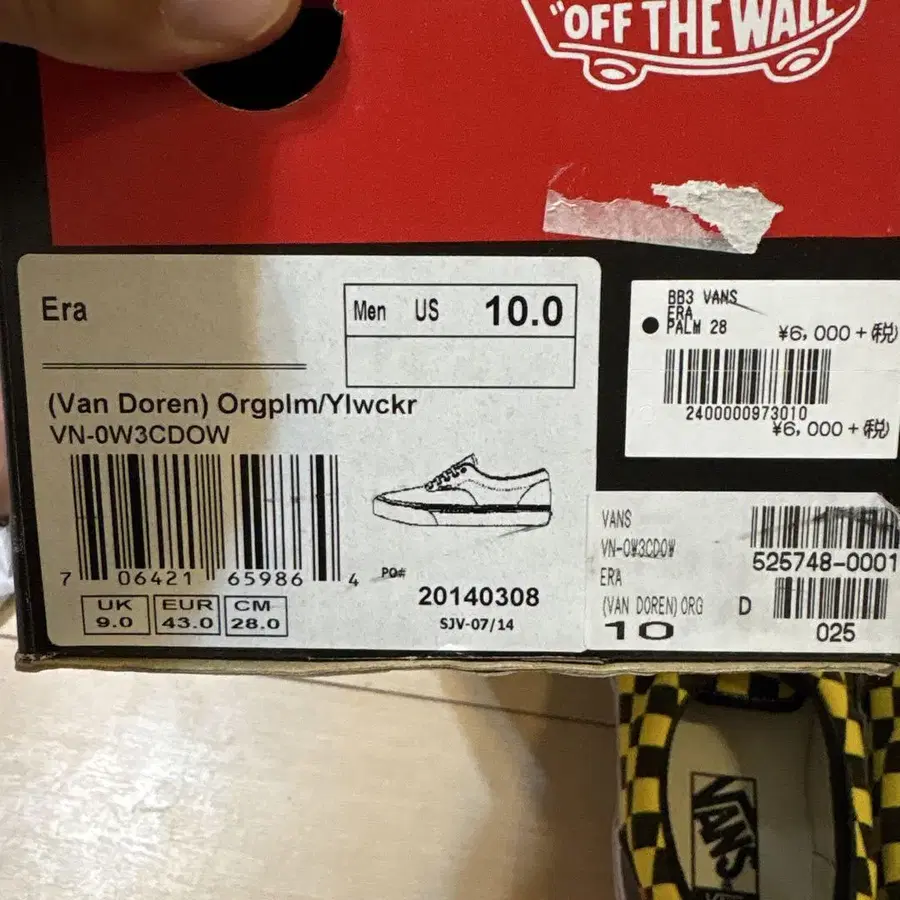 "OFF THE WALL"
Era
Men US 10.0
(Van Doren) Orgplm/Ylwckr
VN-0W3CDOW
7 06421 65986 4
PO#
20140308
SJV-07/14
UK 9.0
EUR 43.0
CM 28.0
BB3 VANS
ERA
PALM 28
¥6,000+(税)
2400000973010
¥6,000+(税)
VANS
VN-0W3CDOW
525748-0001
ERA
(VAN DOREN)ORG D
10
025
VANS